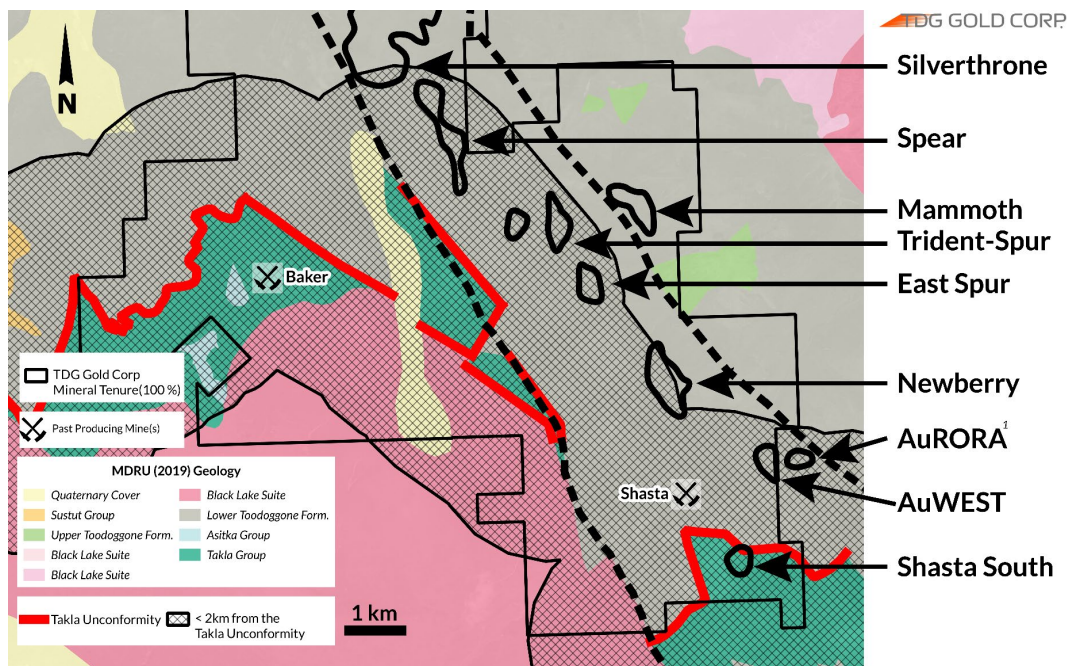 TDG GOLD CORP.
N
Silverthrone
Spear
Mammoth
Trident-Spur
East Spur
Baker
Newberry
AuRORA¹
AuWEST
Shasta
Shasta South
TDG Gold Corp
Mineral Tenure(100 %)
Past Producing Mine(s)
MDRU (2019) Geology
Quaternary Cover
Sustut Group
Upper Toodoggone Form.
Black Lake Suite
Black Lake Suite
Black Lake Suite
Lower Toodoggone Form.
Asitka Group
Takla Group
Takla Unconformity
< 2km from the
Takla Unconformity
1 km